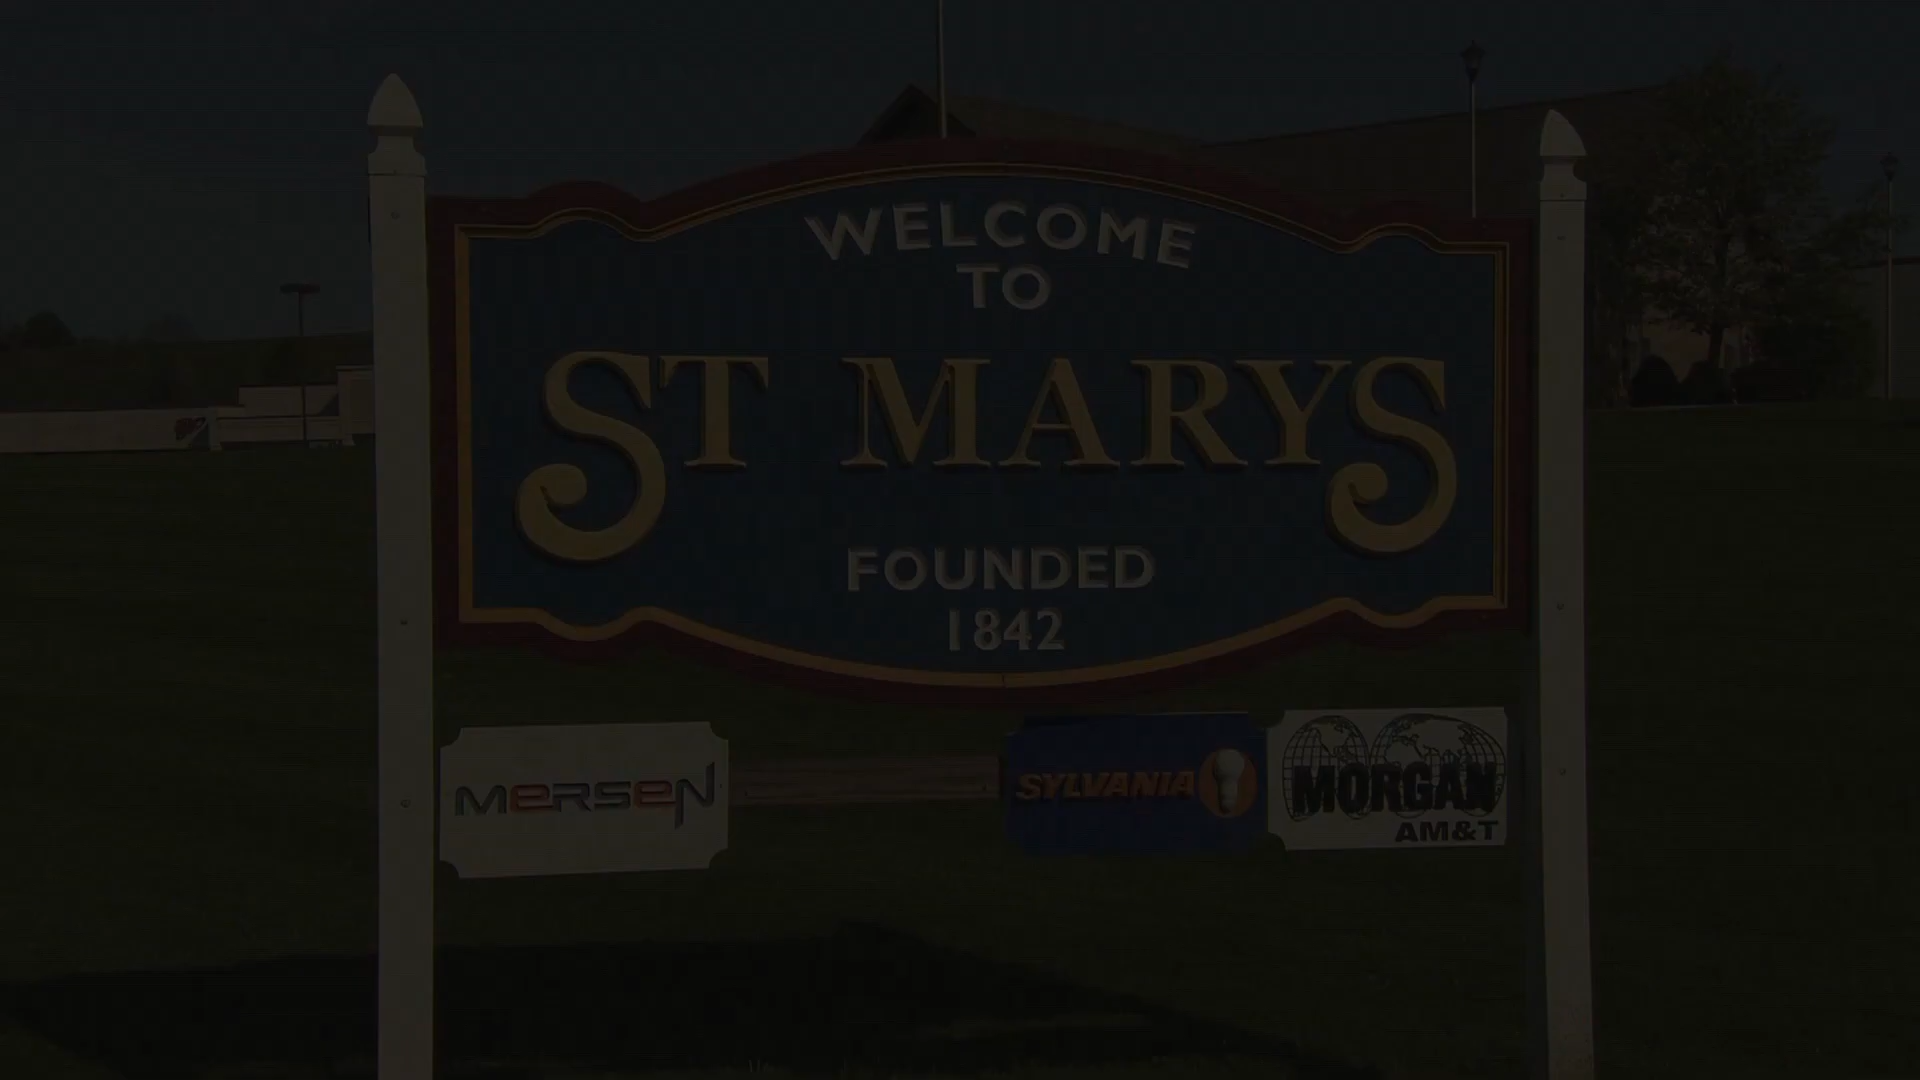 WELCOME
TO
ST MARYS
FOUNDED
1842
MERSEN
SYLVANIA
MORGAN
AM&T